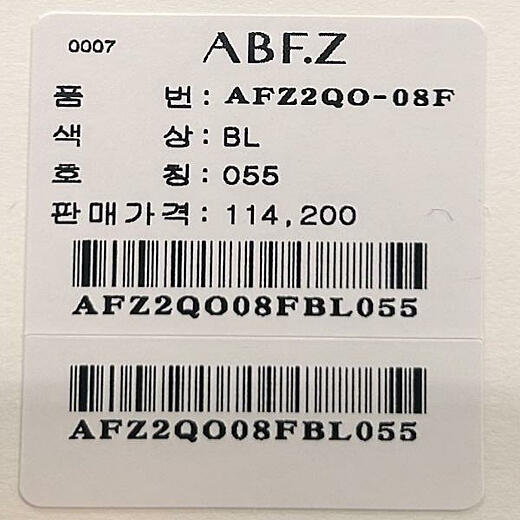 0007 ABF.Z
품 번 : AFZ2QO-08F
색 상 : BL
호 칭 : 055
판매가격 : 114,200
AFZ2QO08FBL055
AFZ2QO08FBL055